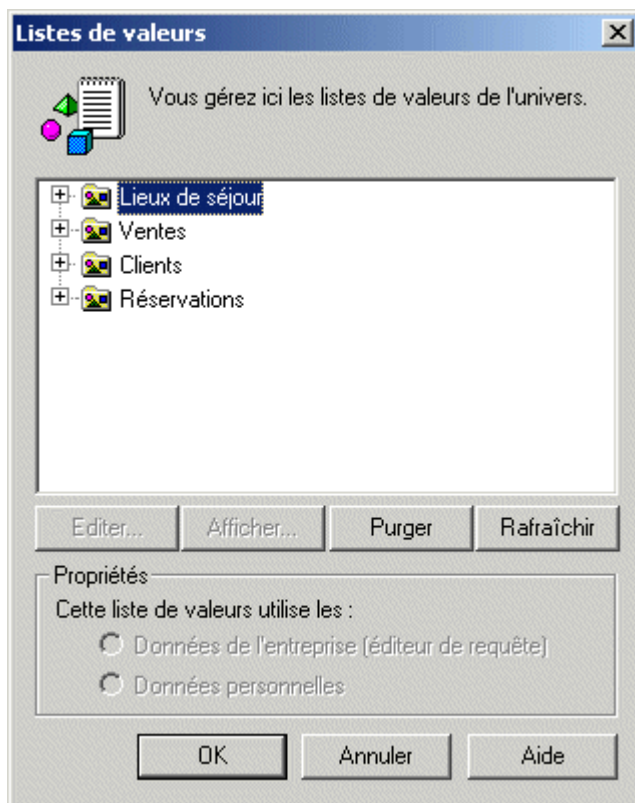 Listes de valeurs
Vous gérez ici les listes de valeurs de l'univers.
Lieux de séjour
Ventes
Clients
Réservations
Editer... Afficher... Purger Rafraîchir
Propriétés
Cette liste de valeurs utilise les :
Données de l'entreprise (éditeur de requête)
Données personnelles
OK Annuler Aide